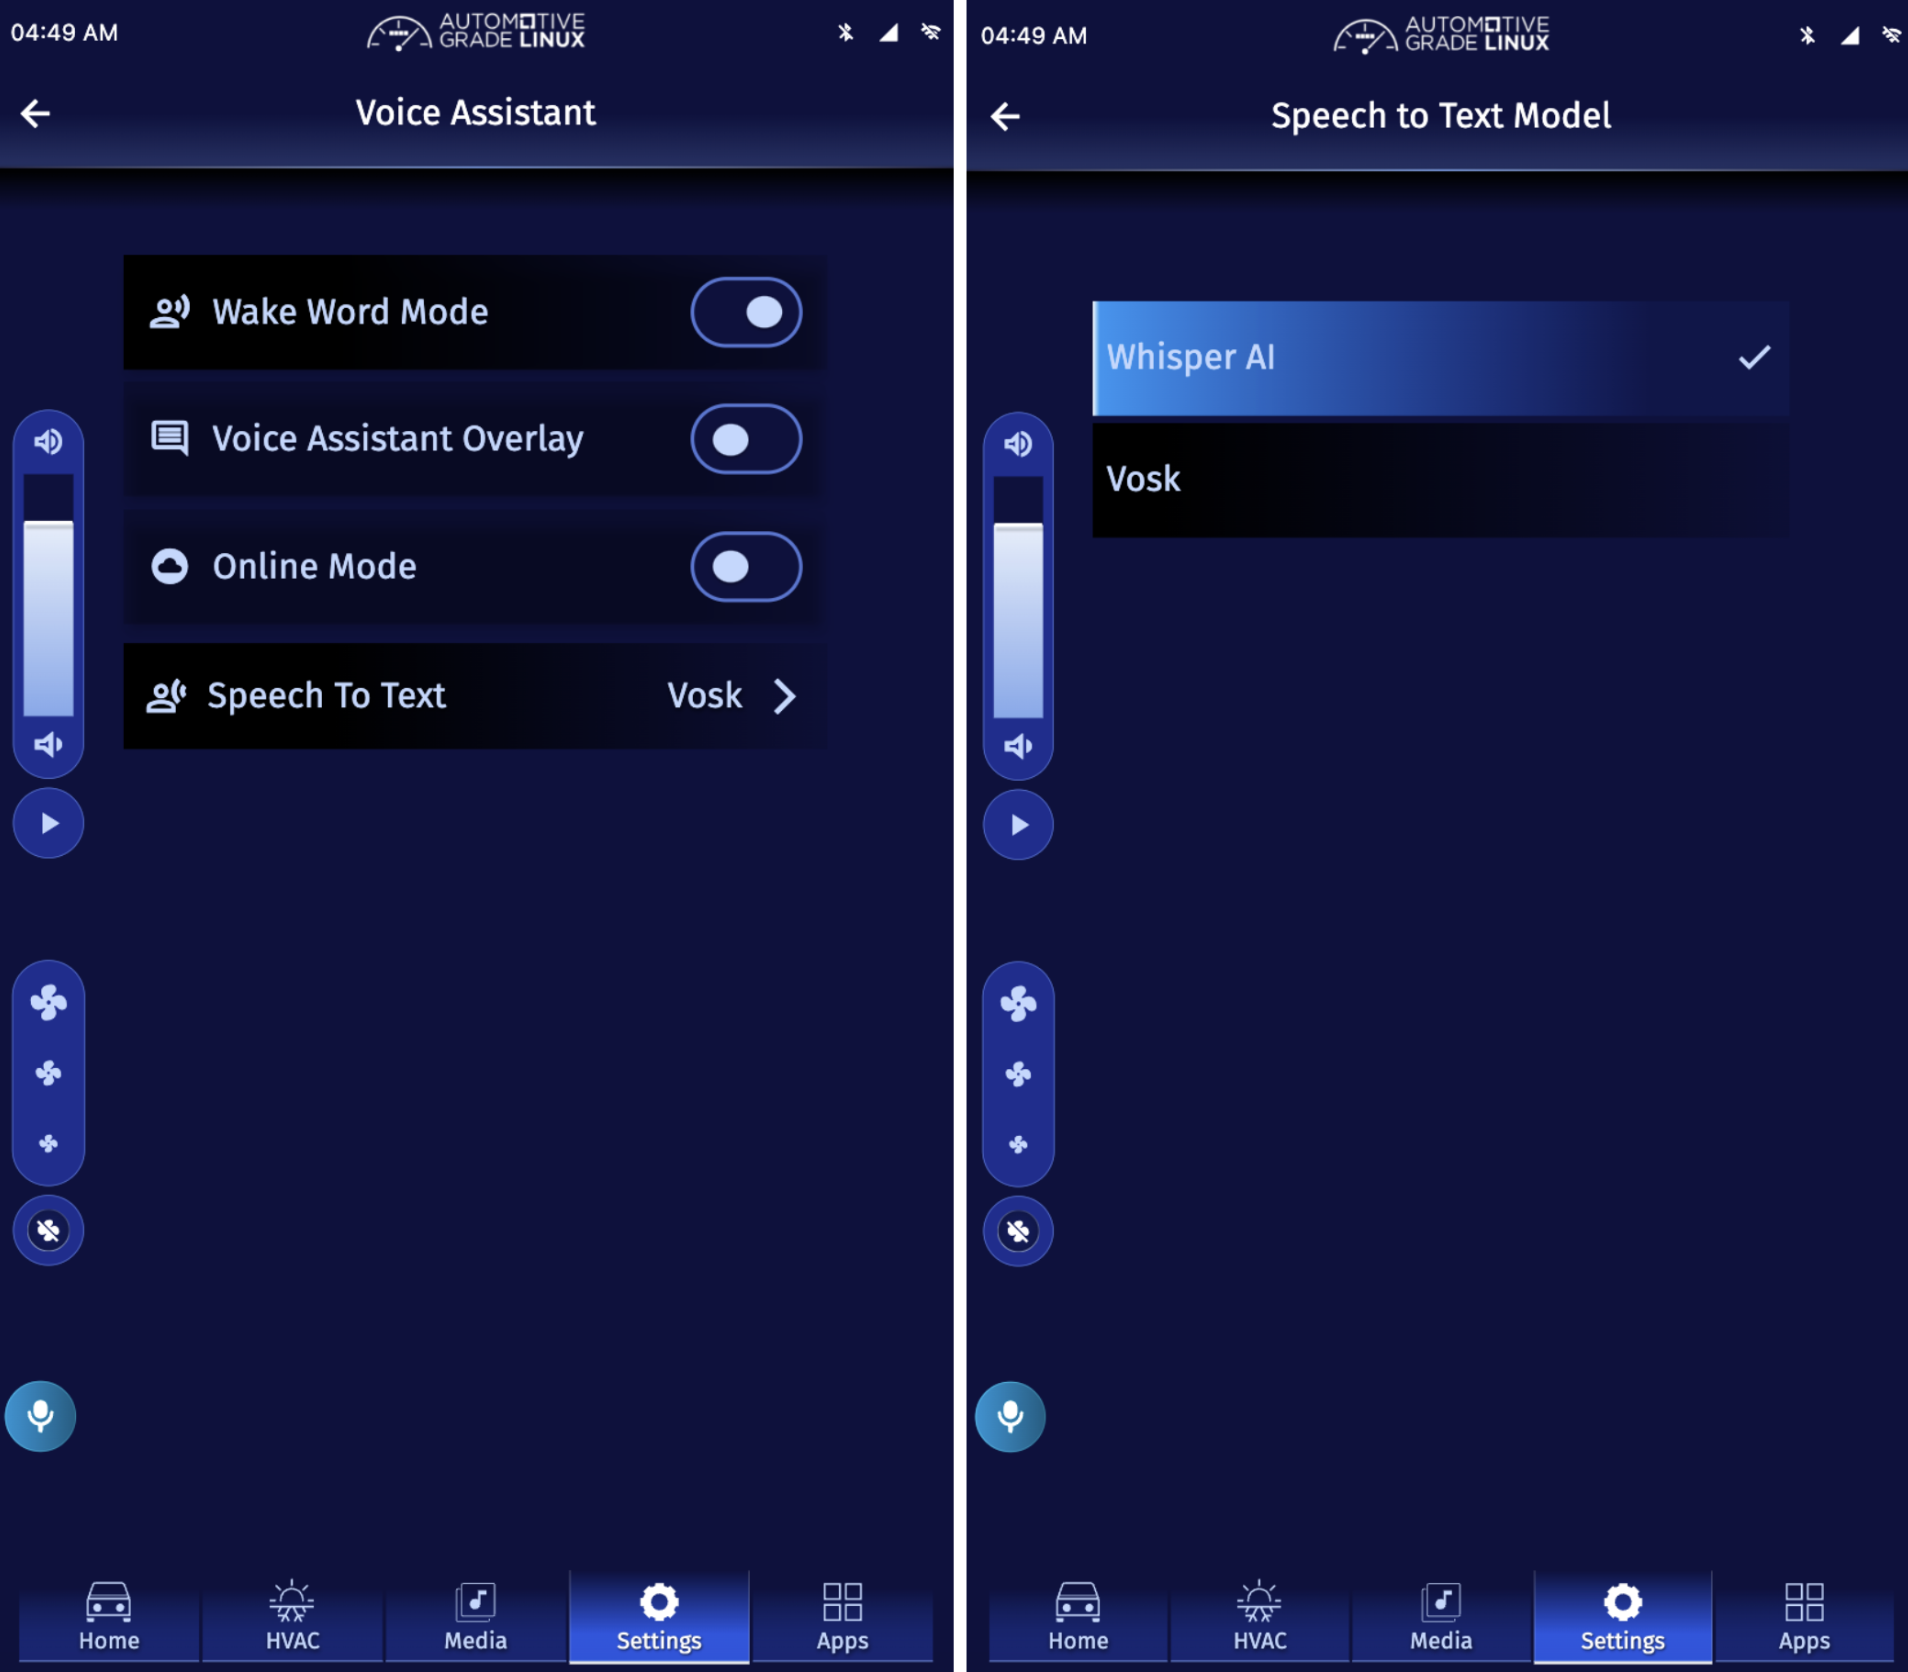 04:49 AM
AUTOMOTIVE
GRADE LINUX
Voice Assistant
Wake Word Mode
Voice Assistant Overlay
Online Mode
Speech To Text Vosk
Home HVAC Media Settings Apps
04:49 AM
AUTOMOTIVE
GRADE LINUX
Speech to Text Model
Whisper AI
Vosk
Home HVAC Media Settings Apps